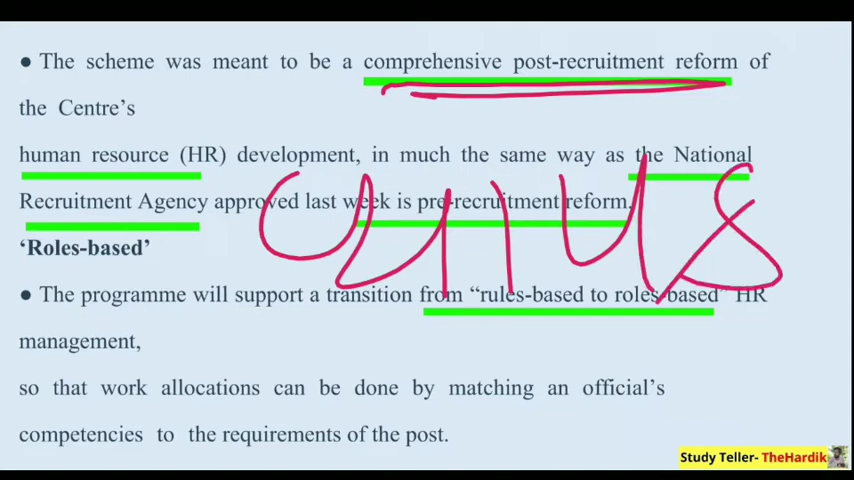 ● The scheme was meant to be a comprehensive post-recruitment reform of
the Centre’s
human resource (HR) development, in much the same way as the National
Recruitment Agency approved last week is pre-recruitment reform.
‘Roles-based’
● The programme will support a transition from “rules-based to roles-based” HR
management,
so that work allocations can be done by matching an official’s
competencies to the requirements of the post.
Study Teller- TheHardik